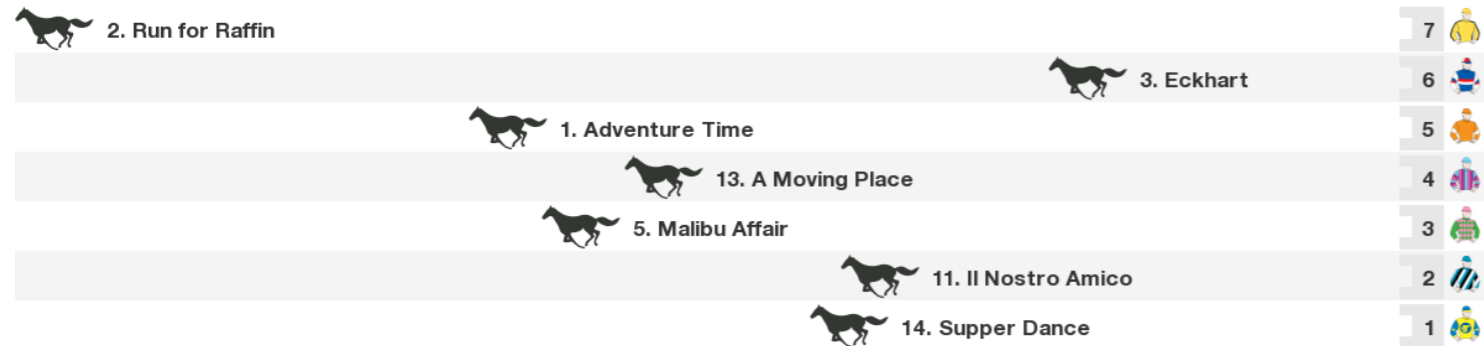 2. Run for Raffin 7
3. Eckhart 6
1. Adventure Time 5
13. A Moving Place 4
5. Malibu Affair 3
11. Il Nostro Amico 2
14. Supper Dance 1